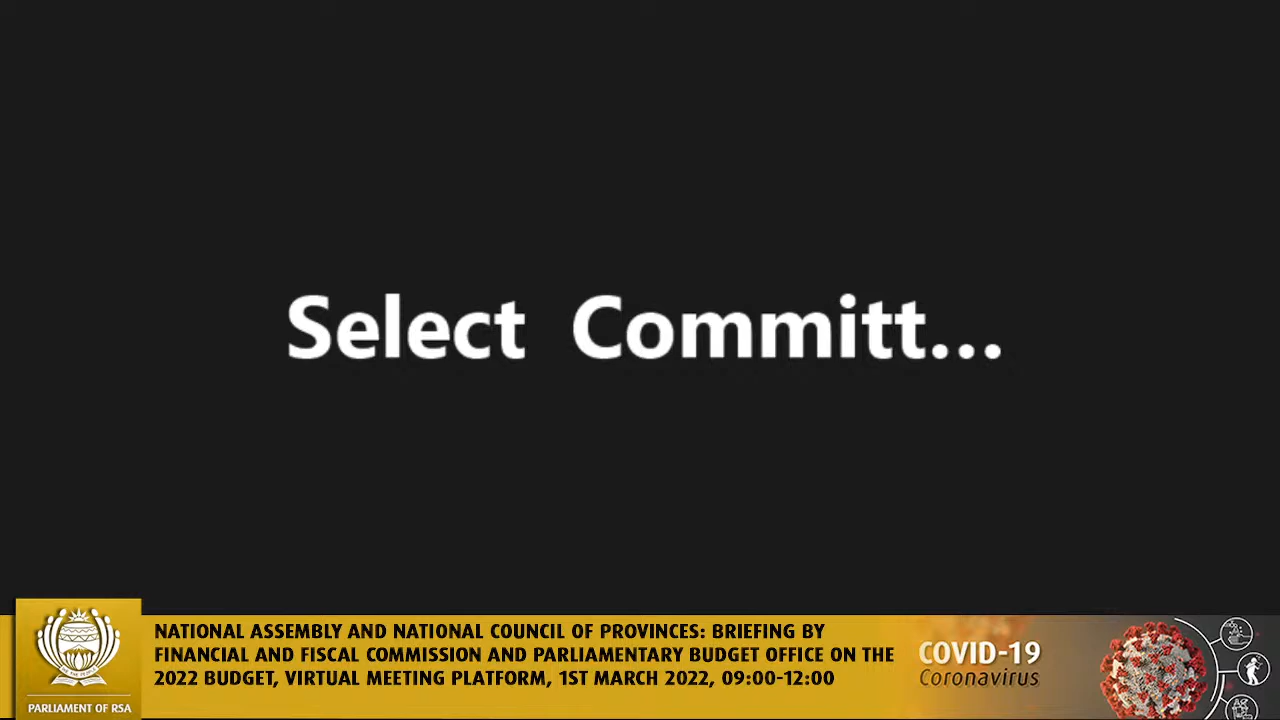 Select Committ...
NATIONAL ASSEMBLY AND NATIONAL COUNCIL OF PROVINCES: BRIEFING BY
FINANCIAL AND FISCAL COMMISSION AND PARLIAMENTARY BUDGET OFFICE ON THE
2022 BUDGET, VIRTUAL MEETING PLATFORM, 1ST MARCH 2022, 09:00-12:00
PARLIAMENT OF RSA
COVID-19
Coronavirus